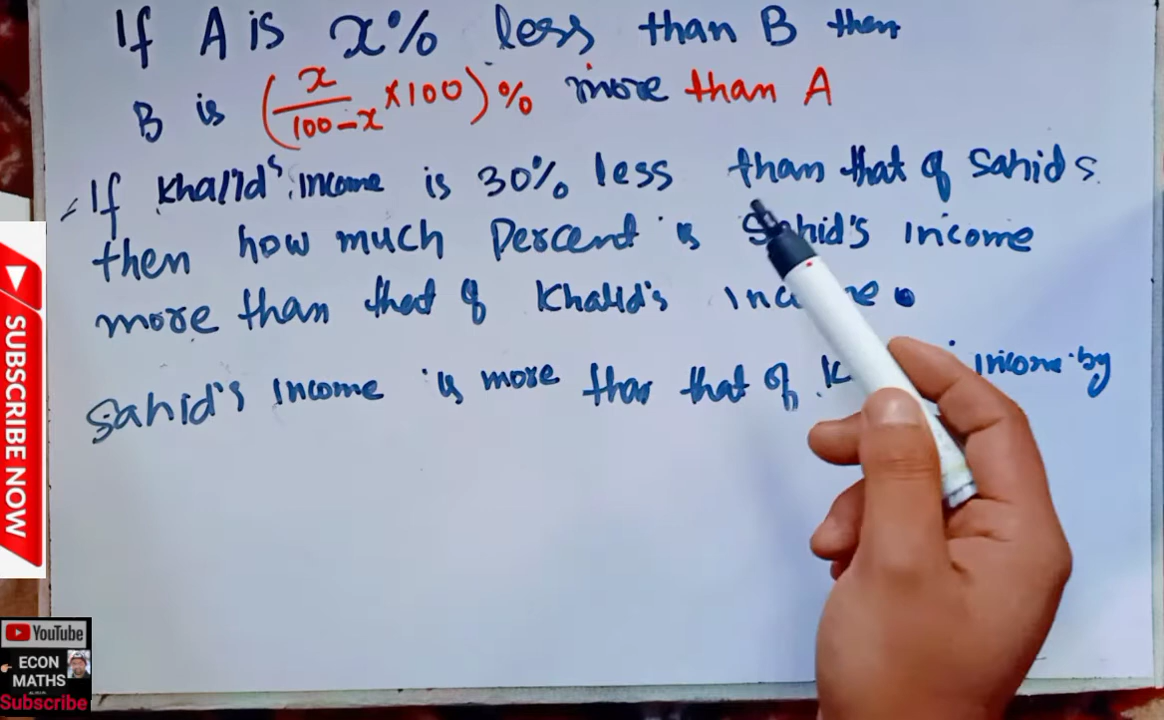 If A is x% less than B then
B is (x/100-x ×100)% more than A
If Khalid's income is 30% less than that of Sahids
then how much Percent is Sahid's income
more than that of Khalid's
Sahid's income is more than that of income by
SUBSCRIBE NOW
YouTube
ECON
MATHS
Subscribe